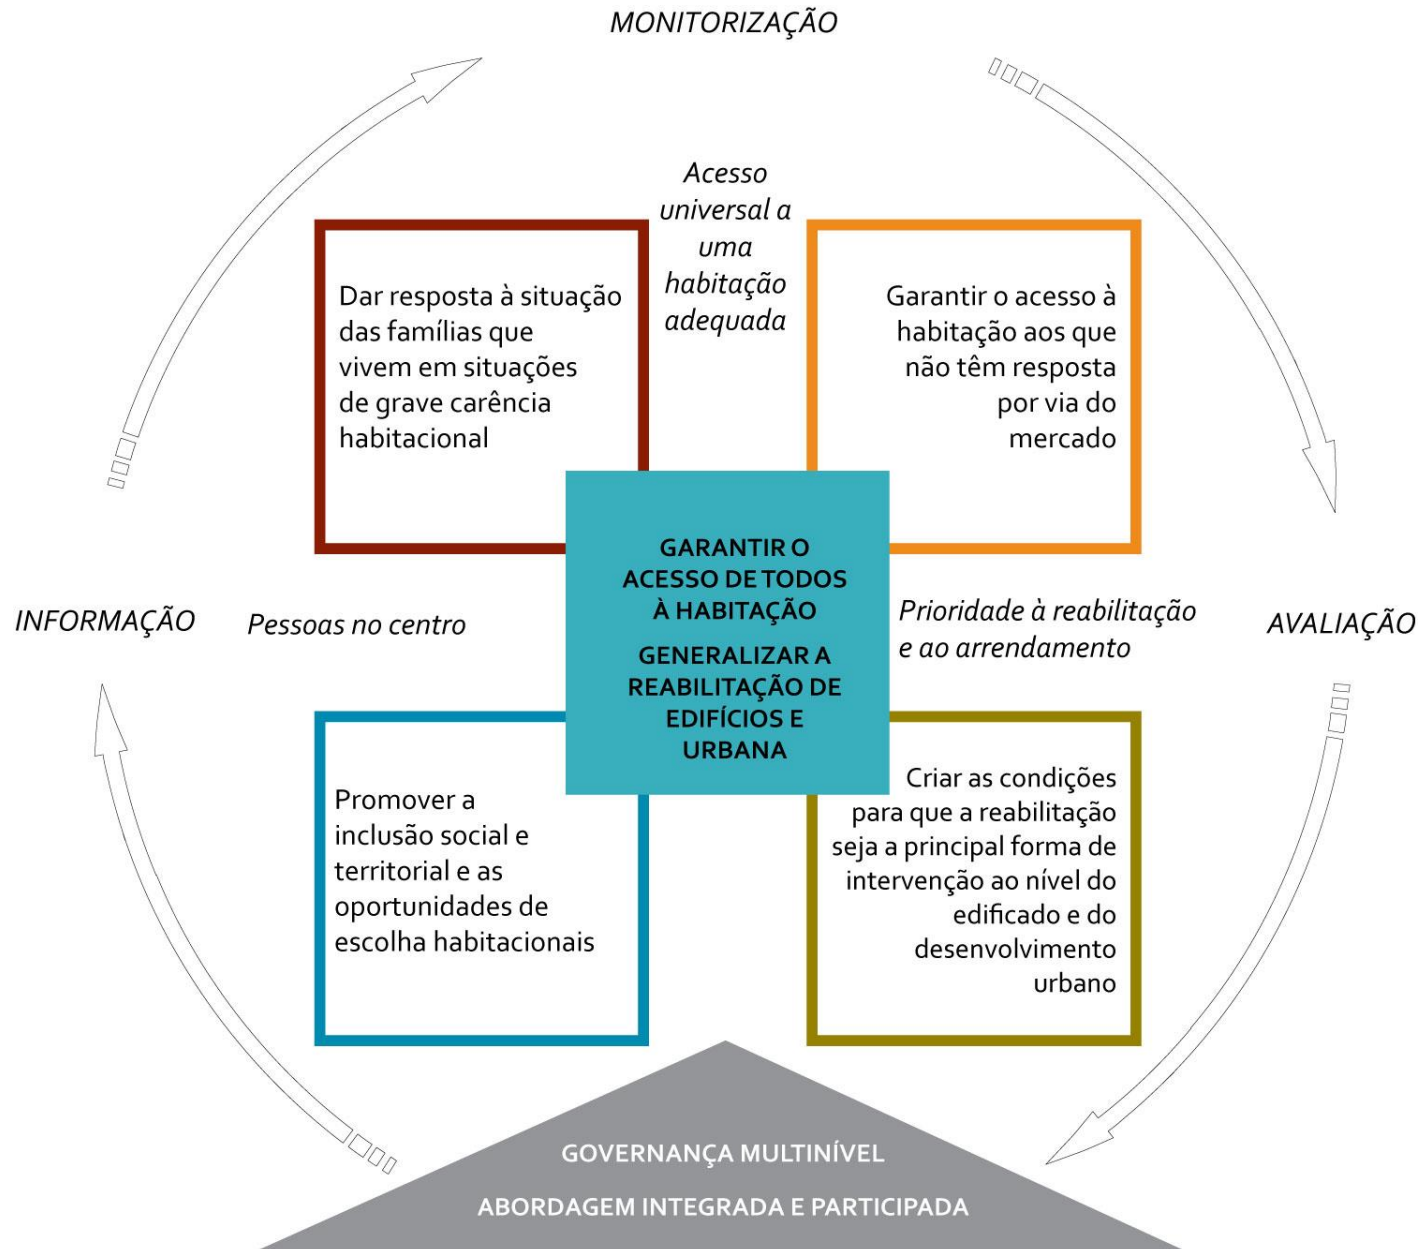 MONITORIZAÇÃO
Acesso
universal a
uma
habitação
adequada
Dar resposta à situação
das famílias que
vivem em situações
de grave carência
habitacional
Garantir o acesso à
habitação aos que
não têm resposta
por via do
mercado
INFORMAÇÃO
Pessoas no centro
GARANTIR O
ACESSO DE TODOS
À HABITAÇÃO
GENERALIZAR A
REABILITAÇÃO DE
EDIFÍCIOS E
URBANA
Prioridade à reabilitação
e ao arrendamento
AVALIAÇÃO
Promover a
inclusão social e
territorial e as
oportunidades de
escolha habitacionais
Criar as condições
para que a reabilitação
seja a principal forma de
intervenção ao nível do
edificado e do
desenvolvimento
urbano
GOVERNANÇA MULTINÍVEL
ABORDAGEM INTEGRADA E PARTICIPADA